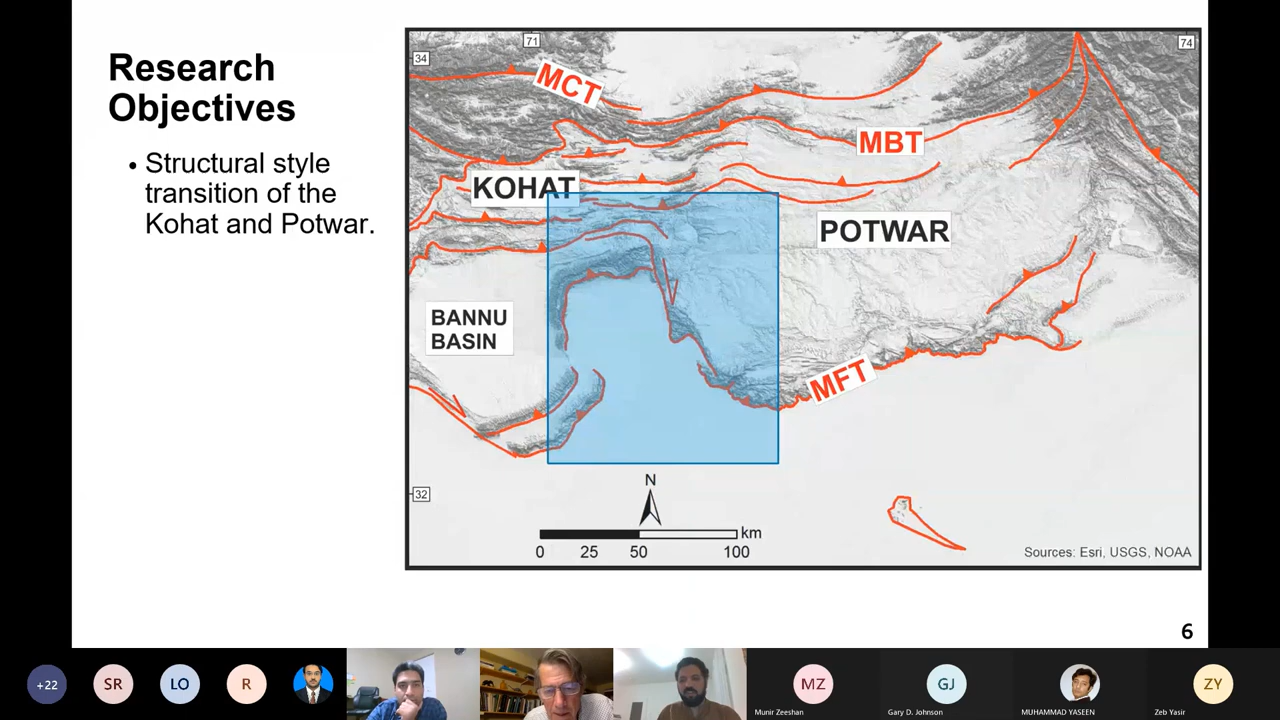 Research
Objectives
• Structural style
transition of the
Kohat and Potwar.
71
74
34
MCT
MBT
KOHAT
POTWAR
BANNU
BASIN
MFT
32
N
km
0 25 50 100
Sources: Esri, USGS, NOAA
6
+22
SR
LO
R
MZ
GJ
ZY
Munir Zeeshan
Gary D. Johnson
MUHAMMAD YASEEN
Zeb Yasir